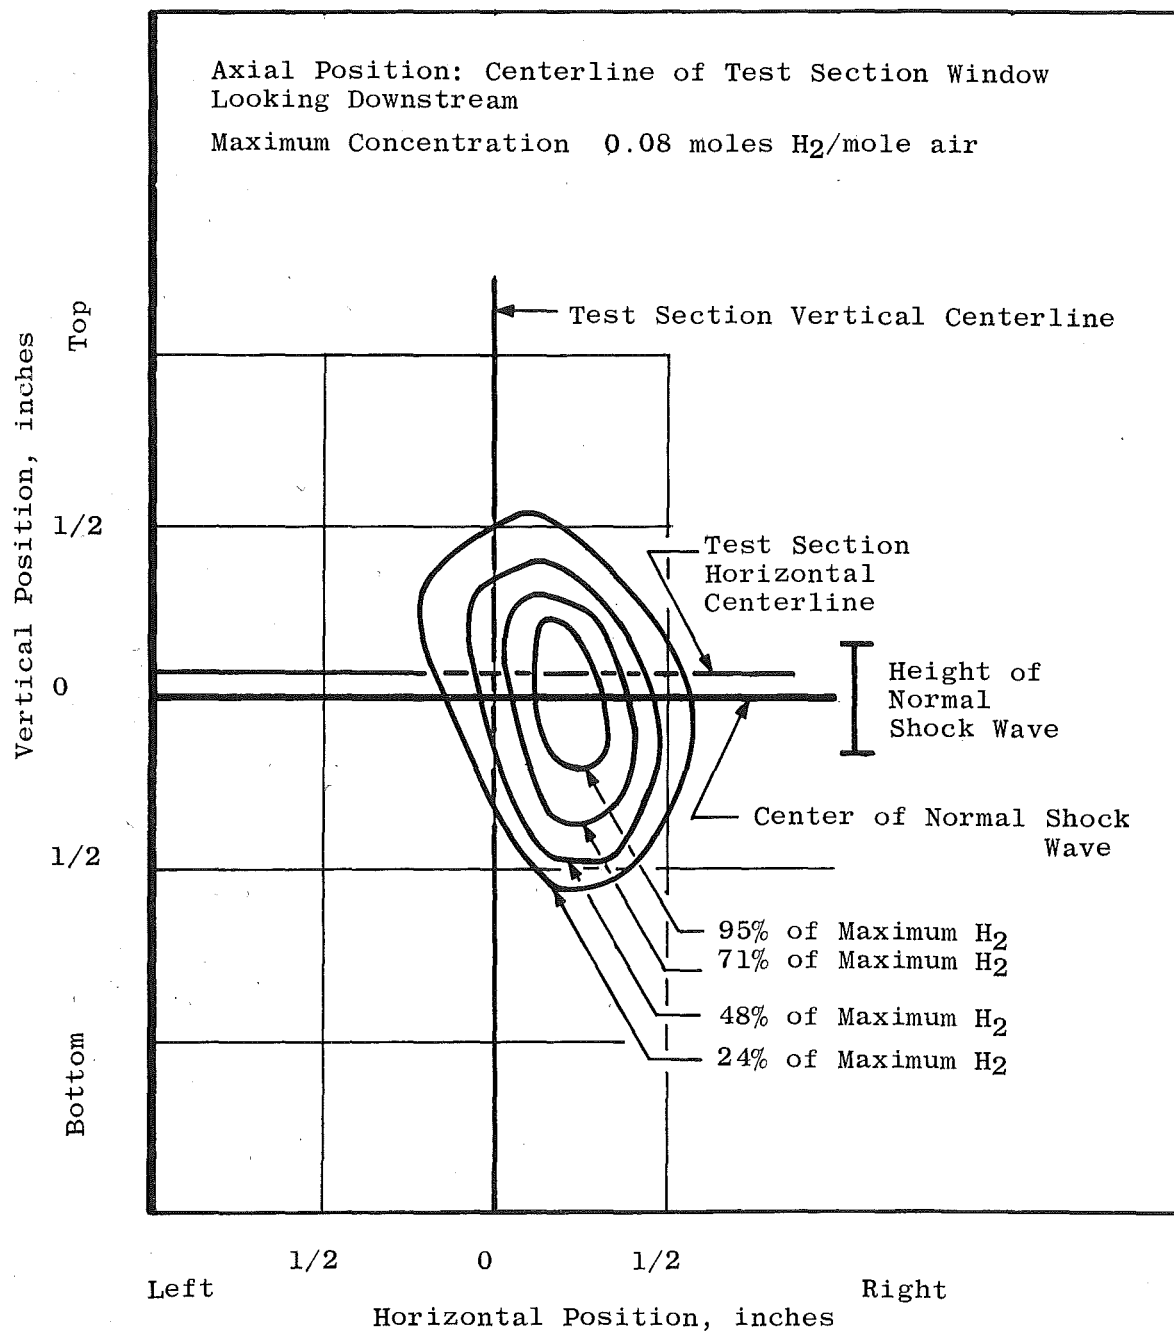 Axial Position: Centerline of Test Section Window
Looking Downstream
Maximum Concentration 0.08 moles H2/mole air
Top
Test Section Vertical Centerline
Vertical Position, inches
1/2
Test Section
Horizontal
Centerline
0
Height of
Normal
Shock Wave
Center of Normal Shock
Wave
1/2
95% of Maximum H2
71% of Maximum H2
48% of Maximum H2
24% of Maximum H2
Bottom
1/2
0
1/2
Left
Right
Horizontal Position, inches